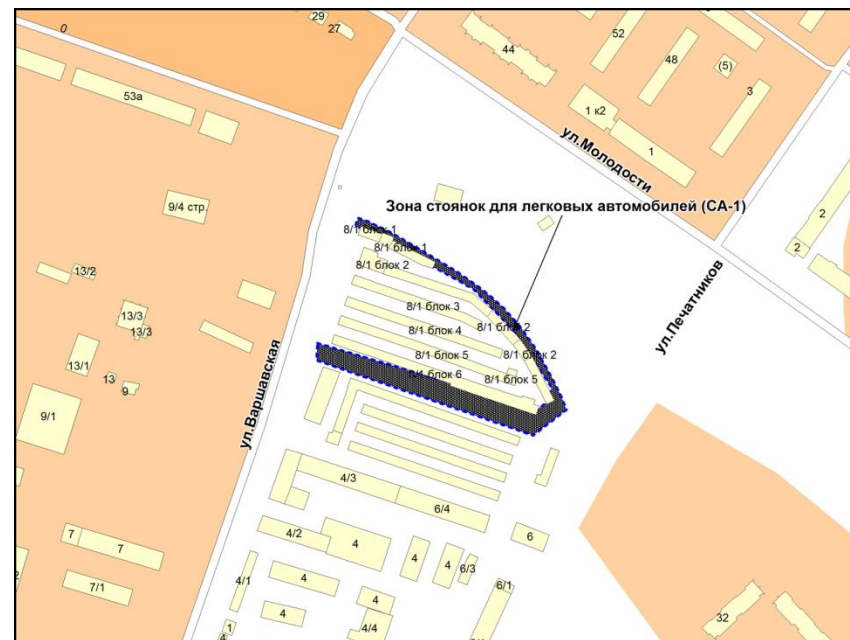 29
27
0
53а
44
52
48
(5)
3
1 к2
1
ул.Молодости
9/4 стр.
Зона стоянок для легковых автомобилей (СА-1)
2
2
8/1 блок 1
8/1 блок 1
8/1 блок 2
13/2
8/1 блок 3
8/1 блок 2
13/3
13/3
8/1 блок 4
8/1 блок 5
8/1 блок 2
8/1 блок 6
8/1 блок 5
13/1
13
9
9/1
ул.Варшавская
ул.Печатников
4/3
6/4
4/2
4
6
7
7
4
4
6/3
4/1
4
6/1
7/1
4
4
4/4
1
32